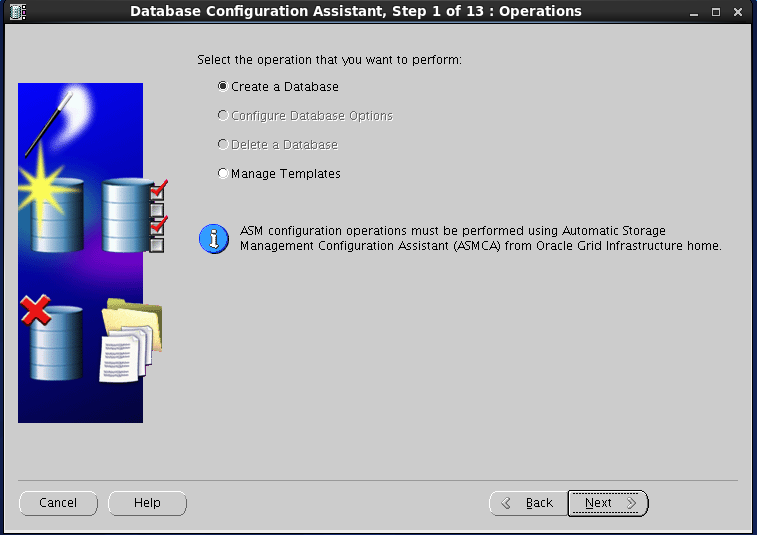 Database Configuration Assistant, Step 1 of 13 : Operations
Select the operation that you want to perform:
Create a Database
Configure Database Options
Delete a Database
Manage Templates
ASM configuration operations must be performed using Automatic Storage
Management Configuration Assistant (ASMCA) from Oracle Grid Infrastructure home.
Cancel
Help
Back
Next